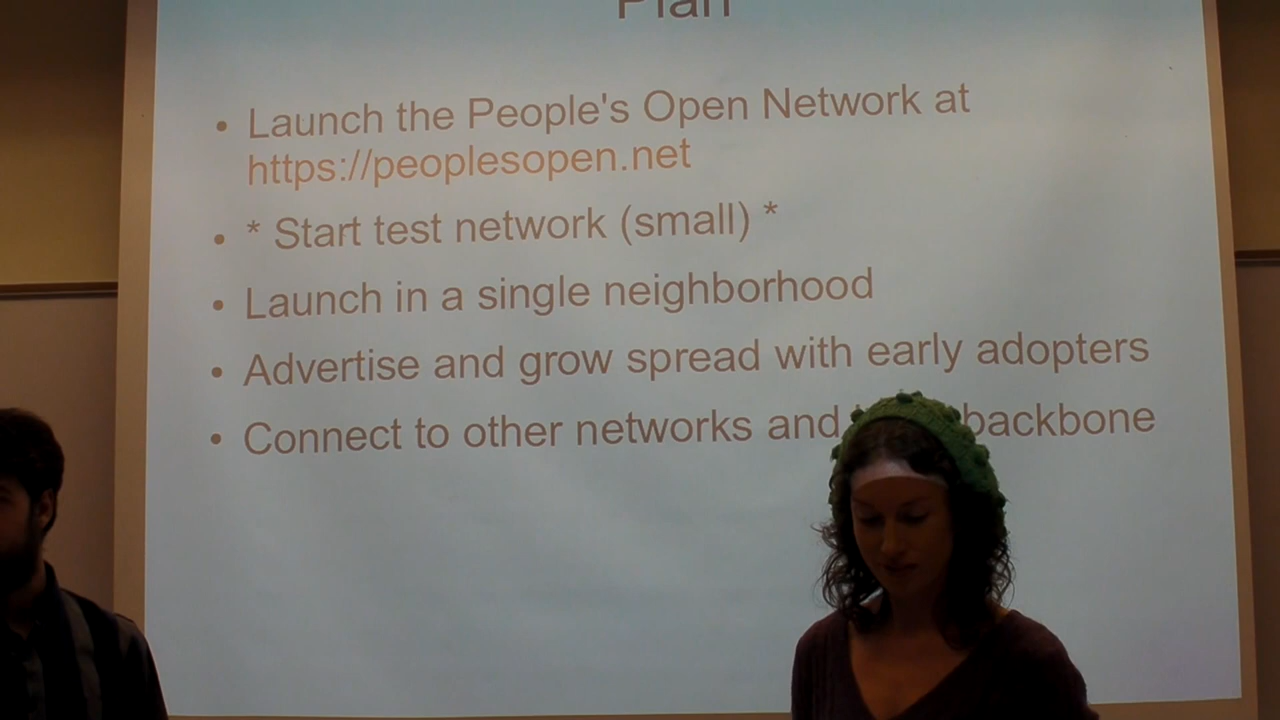 Plan
• Launch the People's Open Network at
https://peoplesopen.net
• * Start test network (small) *
• Launch in a single neighborhood
• Advertise and grow spread with early adopters
• Connect to other networks and backbone